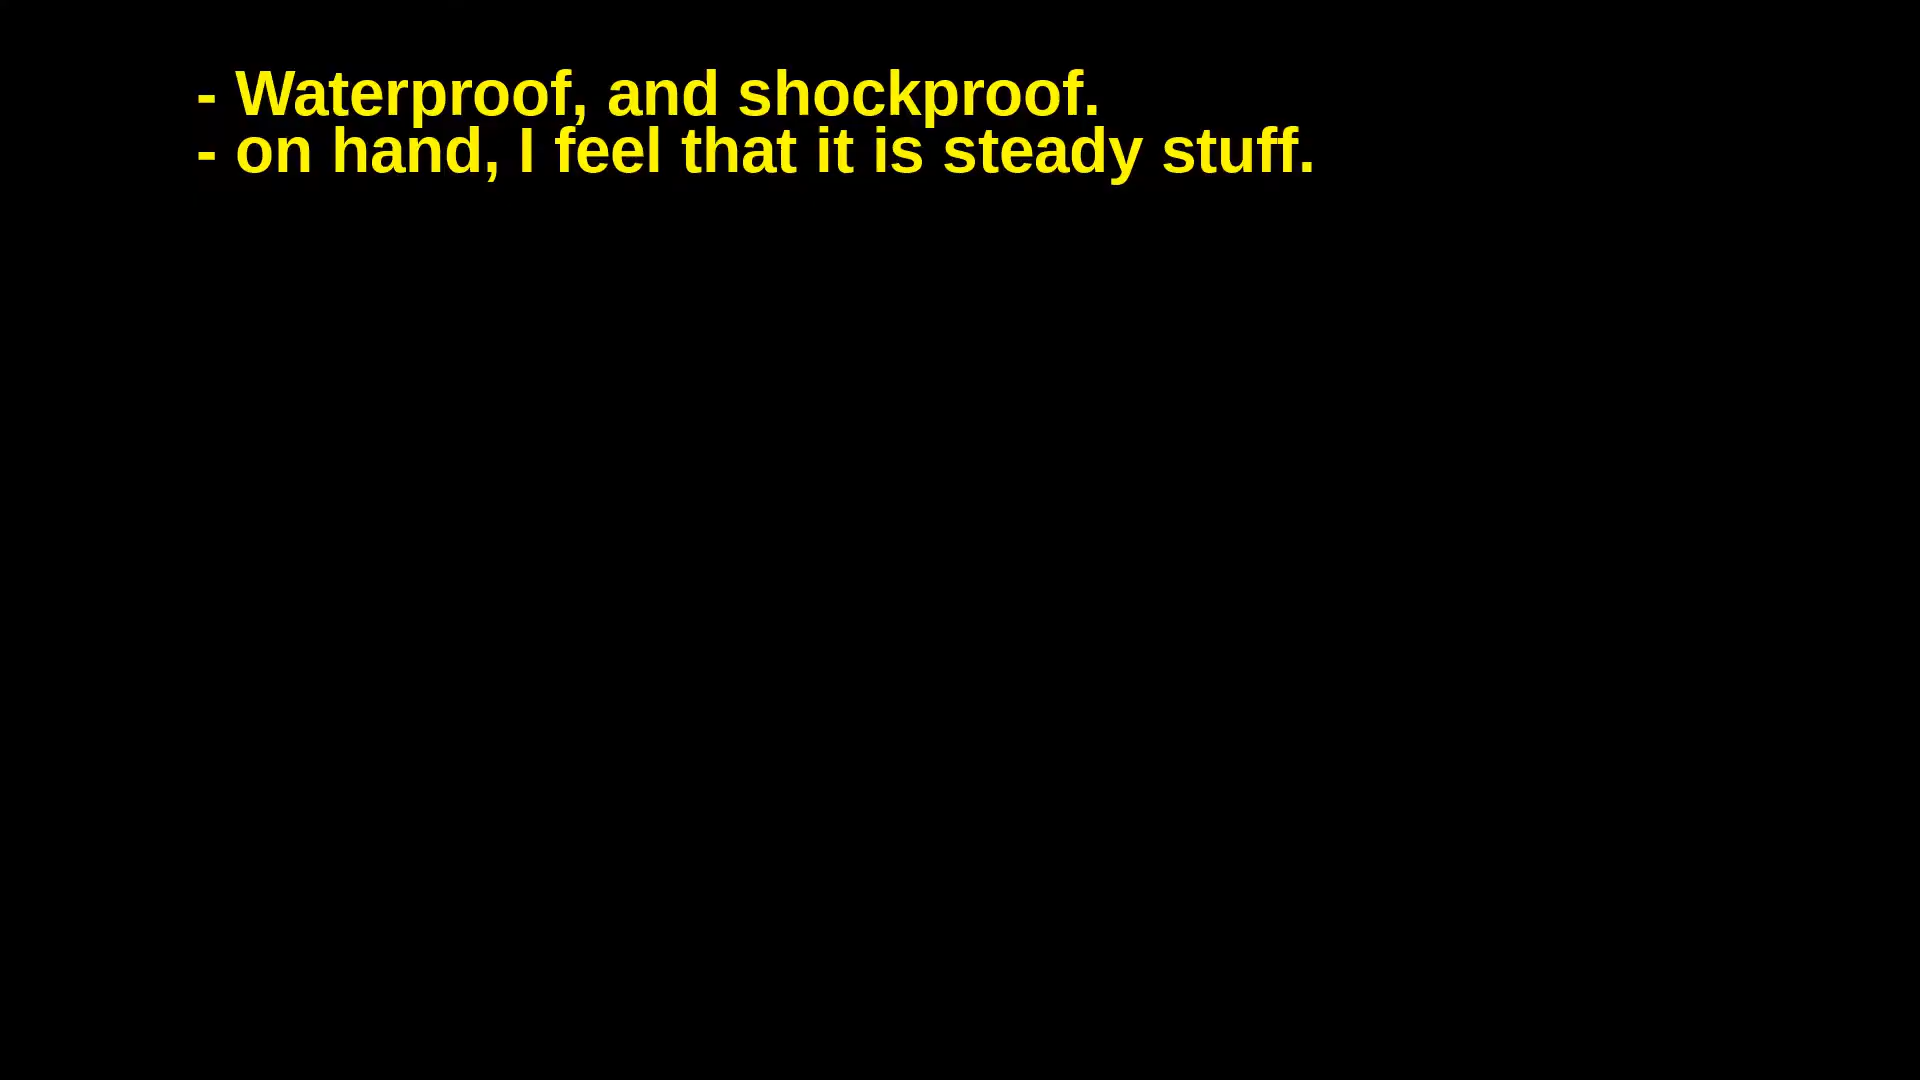 - Waterproof, and shockproof.
- on hand, I feel that it is steady stuff.